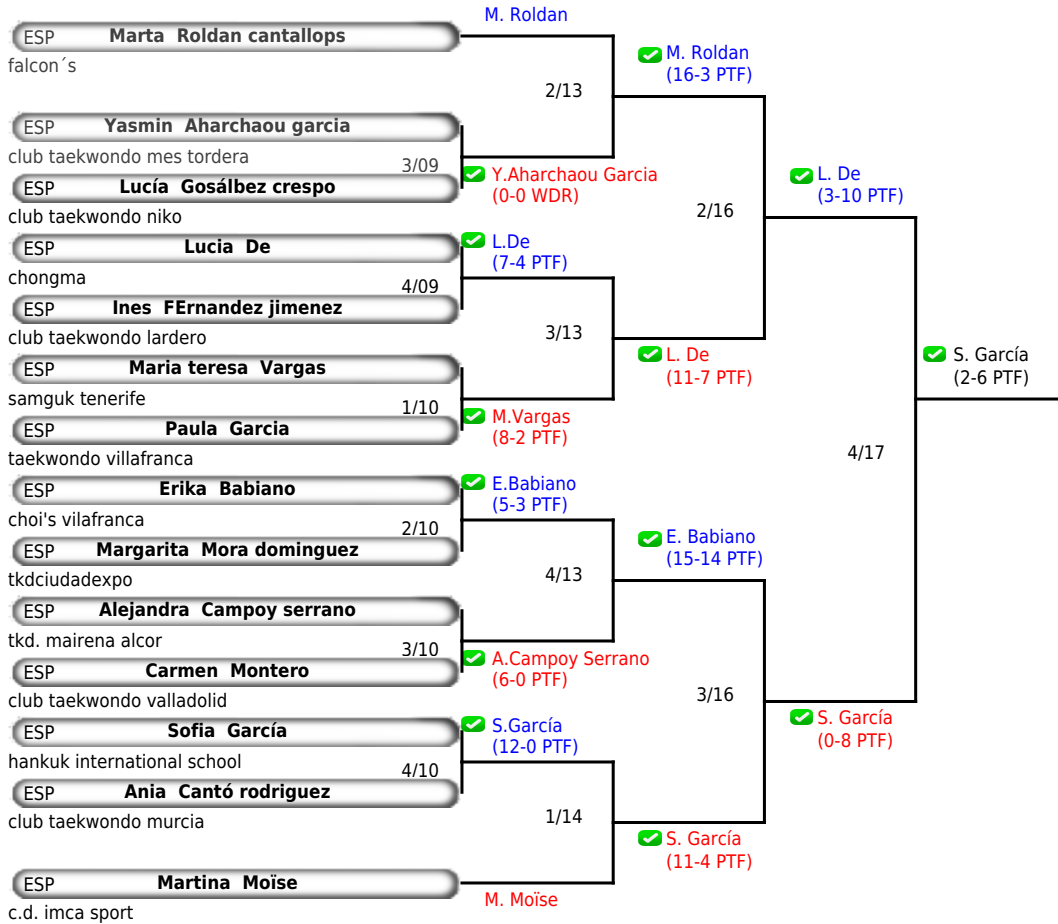 M. Roldan
ESP Marta Roldan cantallops
falcon´s
M. Roldan
(16-3 PTF)
2/13
ESP Yasmin Aharchaou garcia
club taekwondo mes tordera
3/09
Y.Aharchaou Garcia
(0-0 WDR)
L. De
(3-10 PTF)
ESP Lucía Gosálbez crespo
club taekwondo niko
2/16
ESP Lucia De
L.De
(7-4 PTF)
chongma
4/09
ESP Ines FErnandez jimenez
club taekwondo lardero
3/13
L. De
(11-7 PTF)
S. García
(2-6 PTF)
ESP Maria teresa Vargas
samguk tenerife
1/10
M.Vargas
(8-2 PTF)
ESP Paula Garcia
taekwondo villafranca
4/17
ESP Erika Babiano
E.Babiano
(5-3 PTF)
choi's vilafranca
2/10
E. Babiano
(15-14 PTF)
ESP Margarita Mora dominguez
tkdciudadexpo
4/13
ESP Alejandra Campoy serrano
tkd. mairena alcor
3/10
A.Campoy Serrano
(6-0 PTF)
ESP Carmen Montero
club taekwondo valladolid
3/16
ESP Sofia García
S.García
(12-0 PTF)
S. García
(0-8 PTF)
hankuk international school
4/10
ESP Ania Cantó rodriguez
club taekwondo murcia
1/14
S. García
(11-4 PTF)
ESP Martina Moïse
M. Moïse
c.d. imca sport